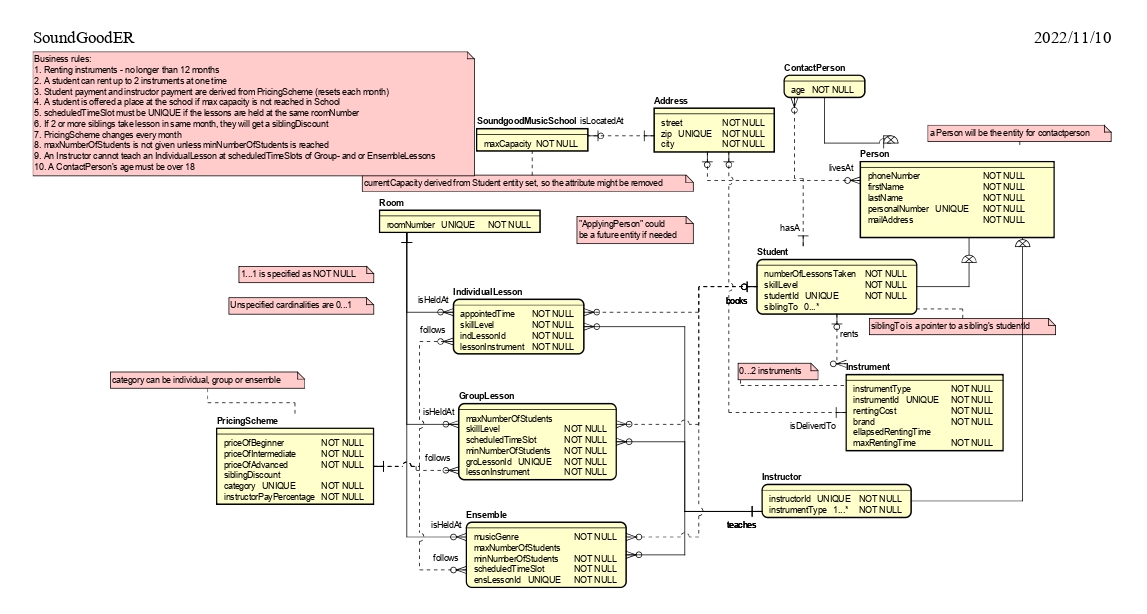 SoundGoodER
2022/11/10
Business rules:
1. Renting instruments - no longer than 12 months
2. A student can rent up to 2 instruments at one time
3. Student payment and instructor payment are derived from PricingScheme (resets each month)
4. A student is offered a place at the school if max capacity is not reached in School
5. scheduledTimeSlot must be UNIQUE if the lessons are held at the same roomNumber
6. If 2 or more siblings take lesson in same month, they will get a siblingDiscount
7. PricingScheme changes every month
8. maxNumberOfStudents is not given unless minNumberOfStudents is reached
9. An Instructor cannot teach an IndividualLesson at scheduledTimeSlots of Group- and or EnsembleLessons
10. A ContactPerson's age must be over 18
ContactPerson
age NOT NULL
SoundgoodMusicSchool
maxCapacity NOT NULL
isLocatedAt
Address
street NOT NULL
zip UNIQUE NOT NULL
city NOT NULL
a Person will be the entity for contactperson
currentCapacity derived from Student entity set, so the attribute might be removed
livesAt
Person
phoneNumber NOT NULL
firstName NOT NULL
lastName NOT NULL
personalNumber UNIQUE NOT NULL
mailAddress NOT NULL
Room
roomNumber UNIQUE NOT NULL
"ApplyingPerson" could
be a future entity if needed
hasA
1...1 is specified as NOT NULL
Unspecified cardinalities are 0...1
Student
numberOfLessonsTaken NOT NULL
skillLevel NOT NULL
studentId UNIQUE NOT NULL
siblingTo 0...*
books
siblingTo is a pointer to a sibling's studentId
rents
isHeldAt
follows
IndividualLesson
appointedTime NOT NULL
skillLevel NOT NULL
indLessonId NOT NULL
lessonInstrument NOT NULL
category can be individual, group or ensemble
0...2 instruments
Instrument
instrumentType NOT NULL
instrumentId UNIQUE NOT NULL
rentingCost NOT NULL
brand NOT NULL
ellapsedRentingTime
maxRentingTime NOT NULL
isDeliverdTo
isHeldAt
follows
GroupLesson
maxNumberOfStudents
skillLevel NOT NULL
scheduledTimeSlot NOT NULL
minNumberOfStudents NOT NULL
groLessonId UNIQUE NOT NULL
lessonInstrument NOT NULL
PricingScheme
priceOfBeginner NOT NULL
priceOfIntermediate NOT NULL
priceOfAdvanced NOT NULL
siblingDiscount
category UNIQUE NOT NULL
instructorPayPercentage NOT NULL
Instructor
instructorId UNIQUE NOT NULL
instrumentType 1...* NOT NULL
teaches
isHeldAt
follows
Ensemble
musicGenre NOT NULL
maxNumberOfStudents
minNumberOfStudents NOT NULL
scheduledTimeSlot NOT NULL
ensLessonId UNIQUE NOT NULL